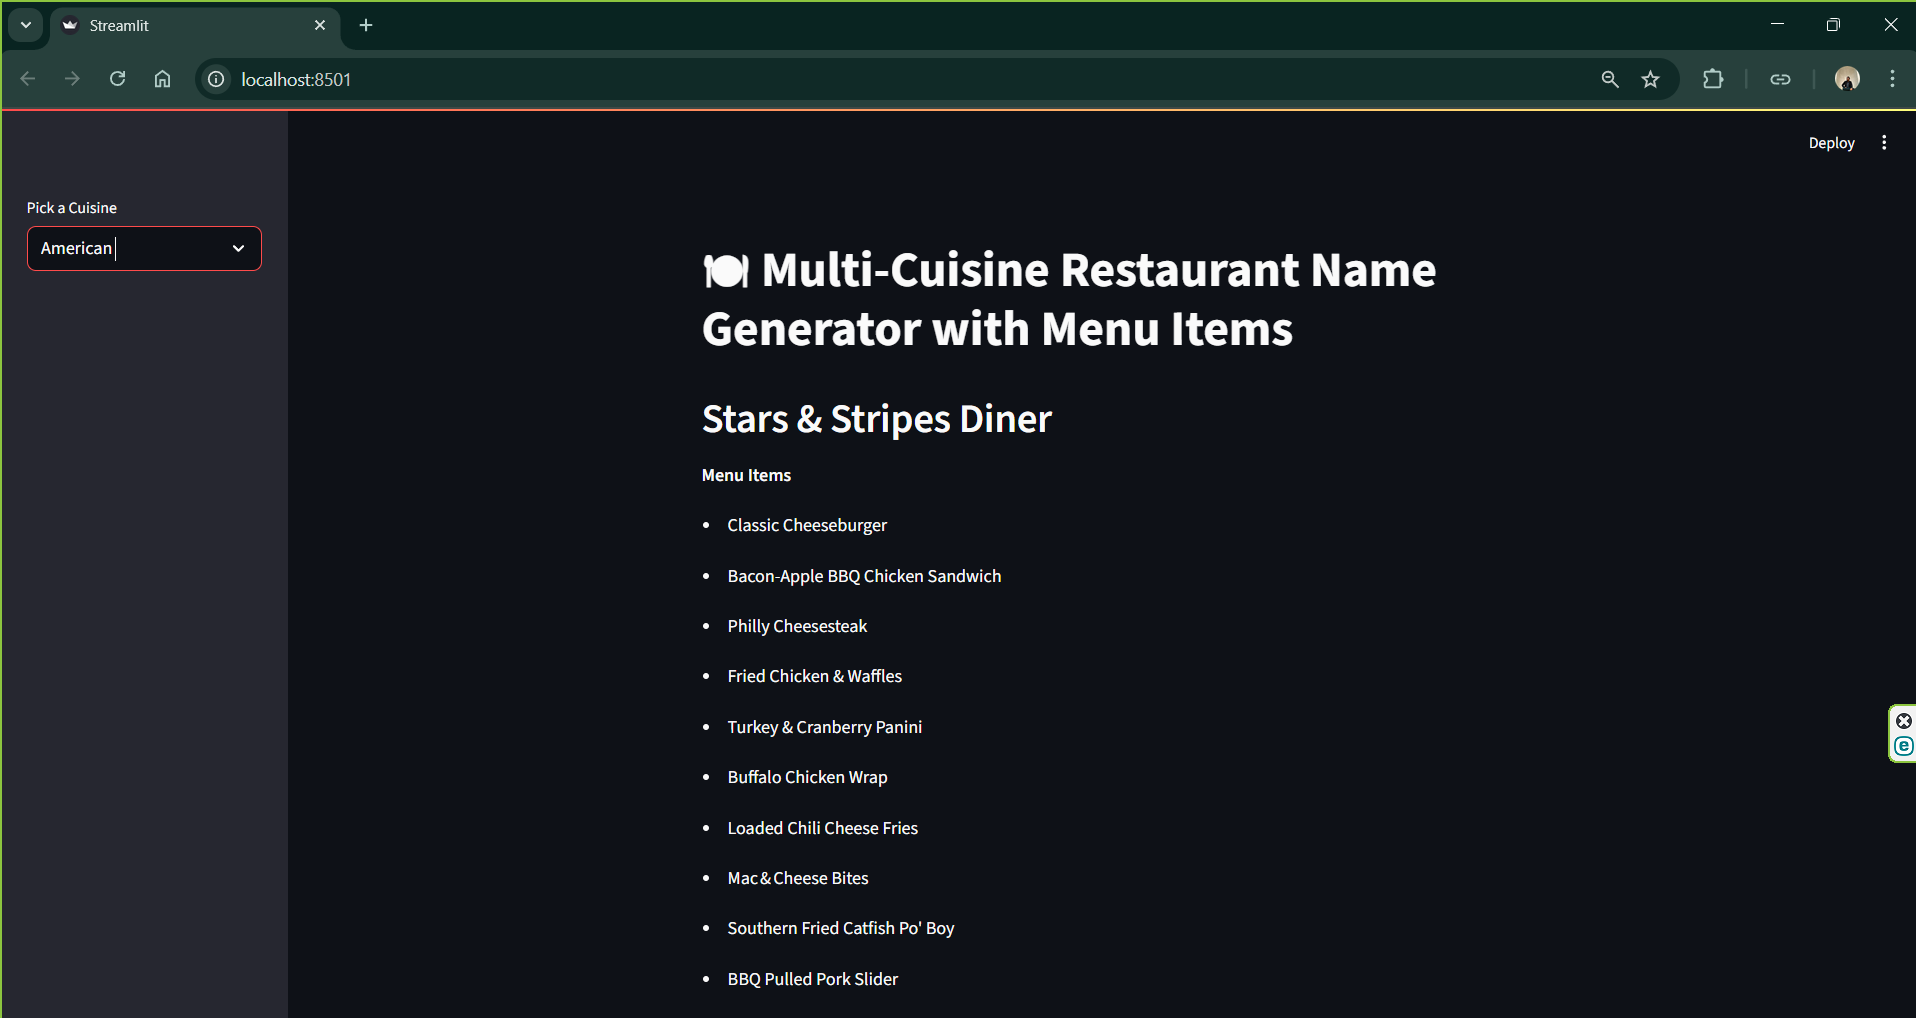 Streamlit
localhost:8501
Deploy
Pick a Cuisine
American
🍽 Multi-Cuisine Restaurant Name
Generator with Menu Items
Stars & Stripes Diner
Menu Items
• Classic Cheeseburger
• Bacon-Apple BBQ Chicken Sandwich
• Philly Cheesesteak
• Fried Chicken & Waffles
• Turkey & Cranberry Panini
• Buffalo Chicken Wrap
• Loaded Chili Cheese Fries
• Mac & Cheese Bites
• Southern Fried Catfish Po' Boy
• BBQ Pulled Pork Slider